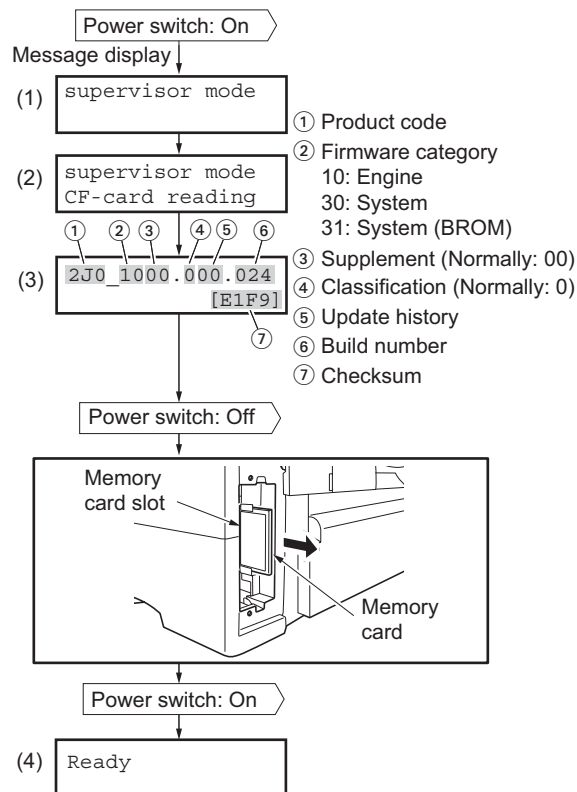 Power switch: On
Message display
(1)
supervisor mode
① Product code
② Firmware category
10: Engine
30: System
31: System (BROM)
③ Supplement (Normally: 00)
④ Classification (Normally: 0)
⑤ Update history
⑥ Build number
⑦ Checksum
(2)
supervisor mode
CF-card reading
① ② ③ ④ ⑤ ⑥
(3)
2J0_1000.000.024
[E1F9]
⑦
Power switch: Off
Memory
card slot
Memory
card
Power switch: On
(4)
Ready